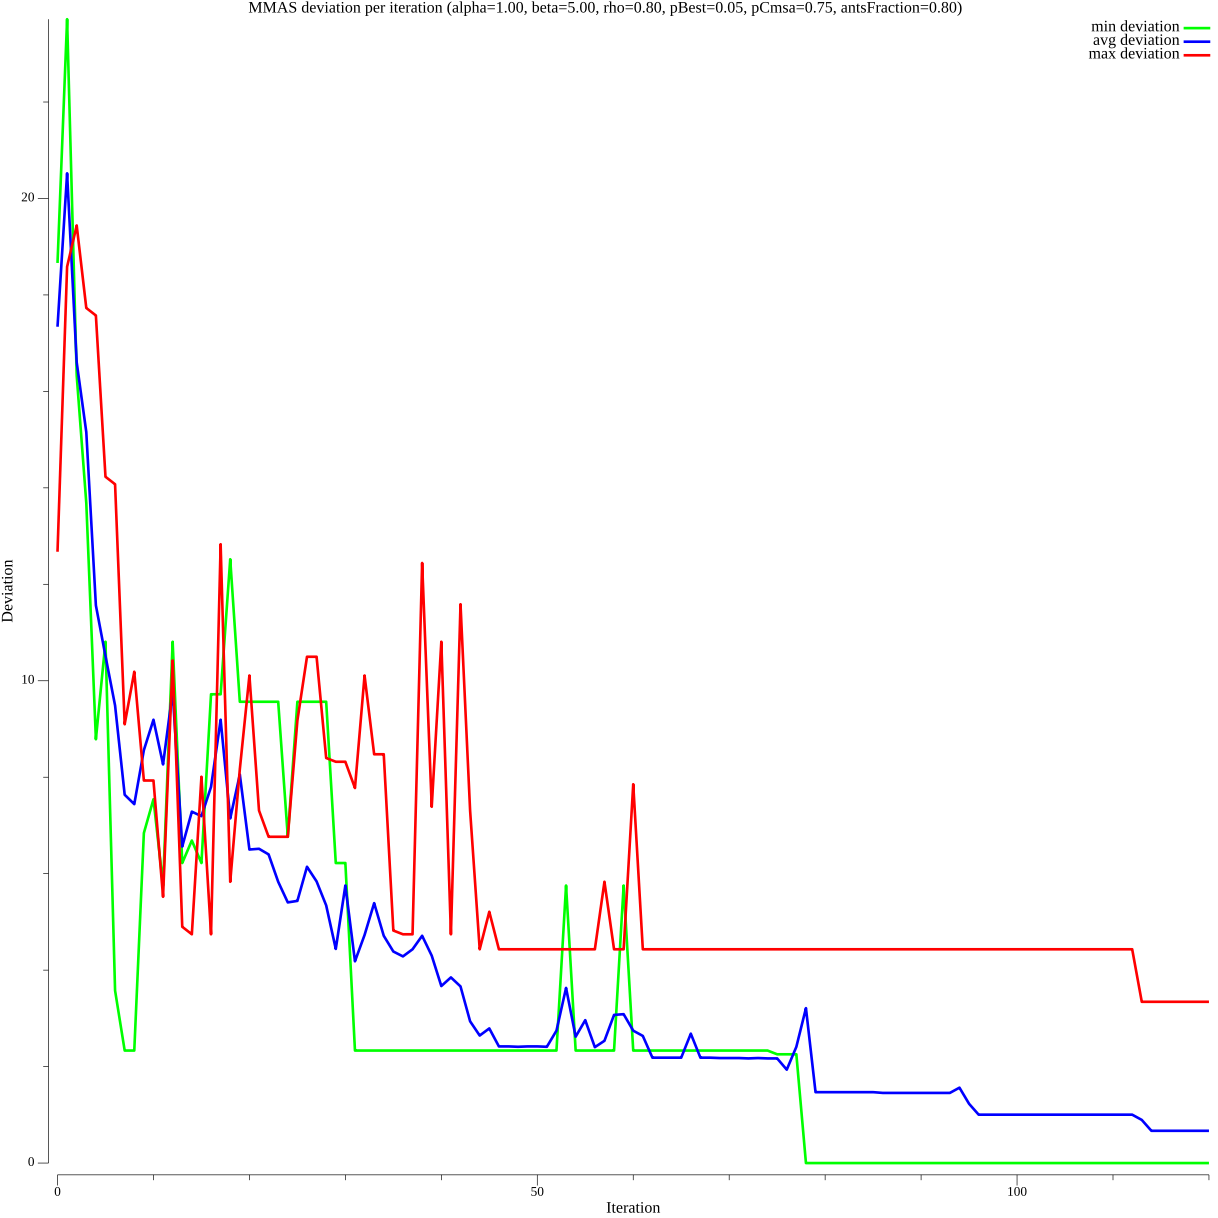 MMAS deviation per iteration (alpha=1.00, beta=5.00, rho=0.80, pBest=0.05, pCmsa=0.75, antsFraction=0.80)
min deviation
avg deviation
max deviation
20
10
0
Deviation
0
50
100
Iteration